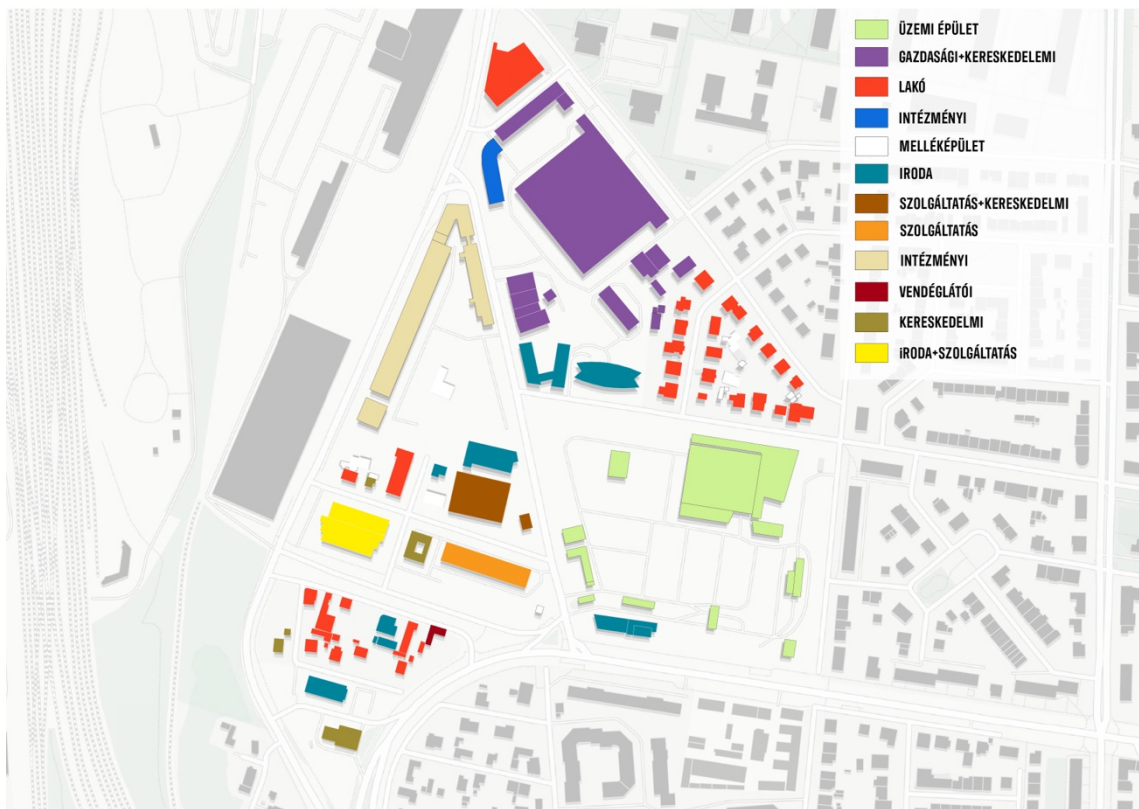 ÜZEMI ÉPÜLET
GAZDASÁGI+KERESKEDELEMI
LAKÓ
INTÉZMÉNYI
MELLÉKÉPÜLET
IRODA
SZOLGÁLTATÁS+KERESKEDELMI
SZOLGÁLTATÁS
INTÉZMÉNYI
VENDÉGLÁTÓI
KERESKEDELMI
iRODA+SZOLGÁLTATÁS